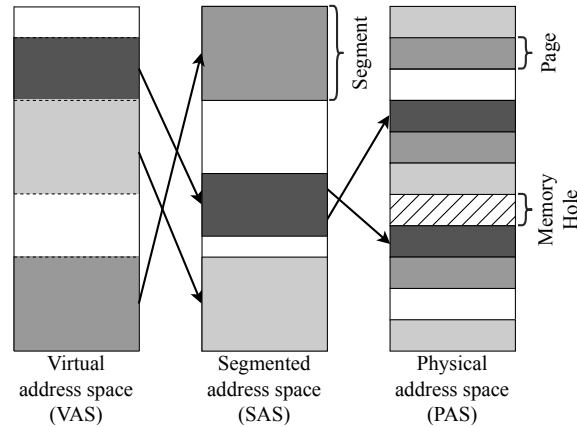 Segment
Page
Memory
Hole
Virtual
address space
(VAS)
Segmented
address space
(SAS)
Physical
address space
(PAS)